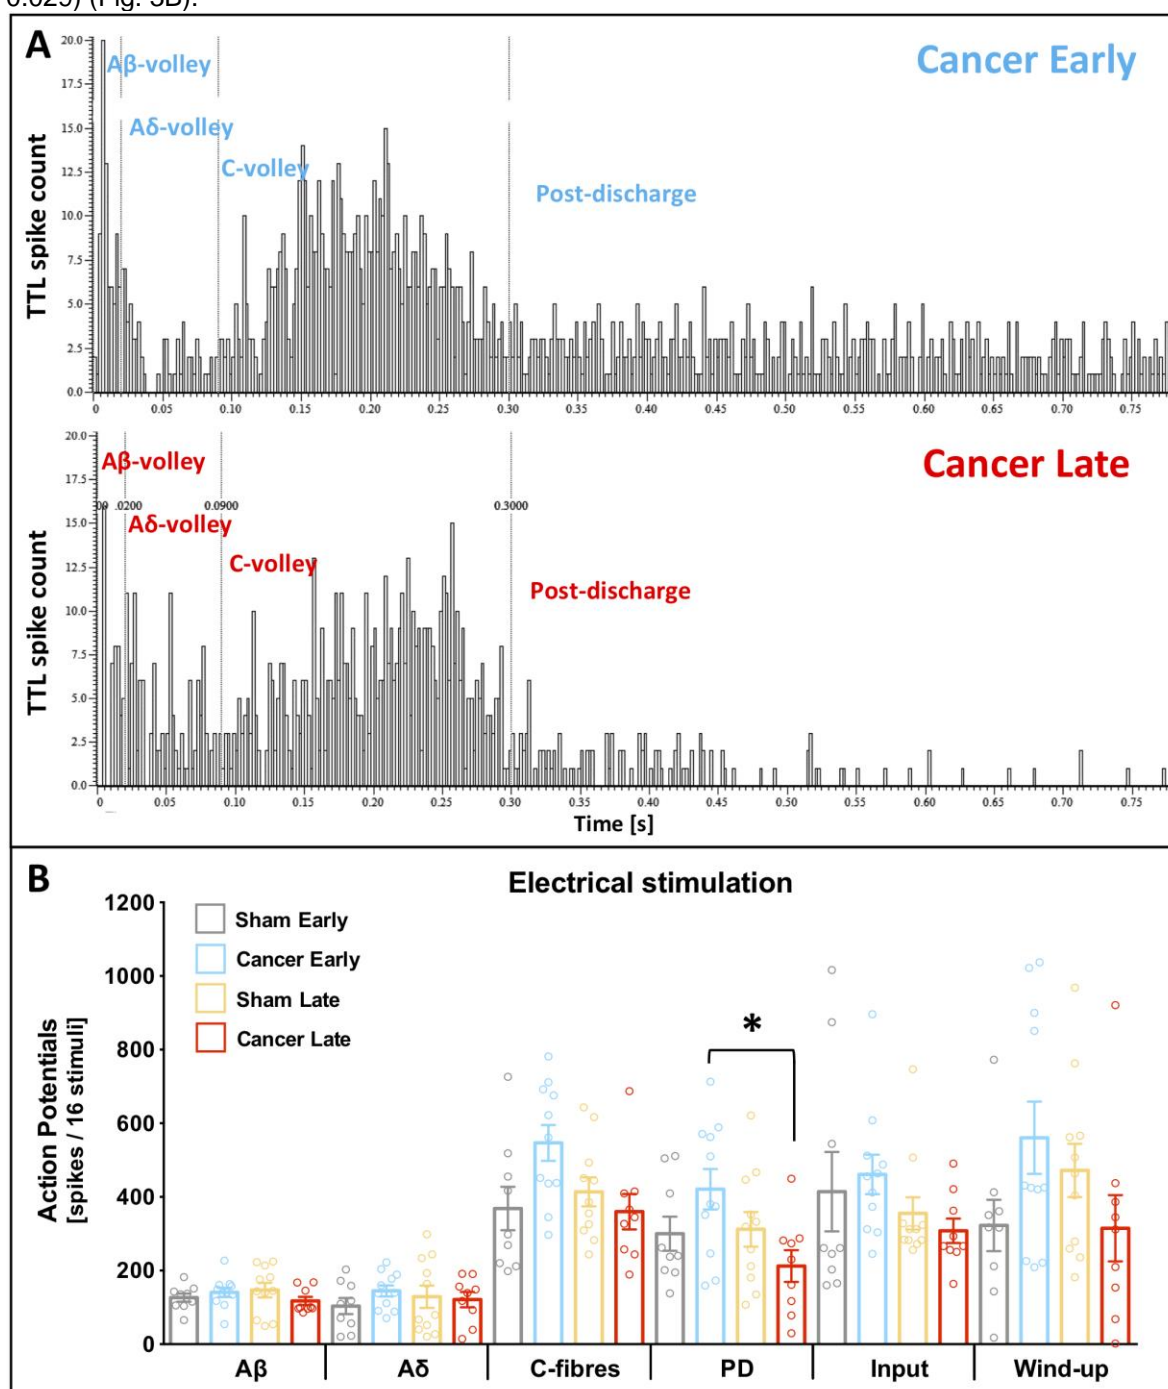 0.029) (Fig. 3B).
A
Cancer Early
TTL spike count
20.0
17.5
15.0
12.5
10.0
7.5
5.0
2.5
0.0
Aβ-volley
Aδ-volley
C-volley
Post-discharge
0 0.05 0.10 0.15 0.20 0.25 0.30 0.35 0.40 0.45 0.50 0.55 0.60 0.65 0.70 0.75
Cancer Late
TTL spike count
20.0
17.5
15.0
12.5
10.0
7.5
5.0
2.5
0.0
Aβ-volley
.0200 0.0900 0.3000
Aδ-volley
C-volley
Post-discharge
0 0.05 0.10 0.15 0.20 0.25 0.30 0.35 0.40 0.45 0.50 0.55 0.60 0.65 0.70 0.75
Time [s]
B
Electrical stimulation
Action Potentials
[spikes / 16 stimuli]
1200
1000
800
600
400
200
0
Sham Early
Cancer Early
Sham Late
Cancer Late
*
Aβ Aδ C-fibres PD Input Wind-up